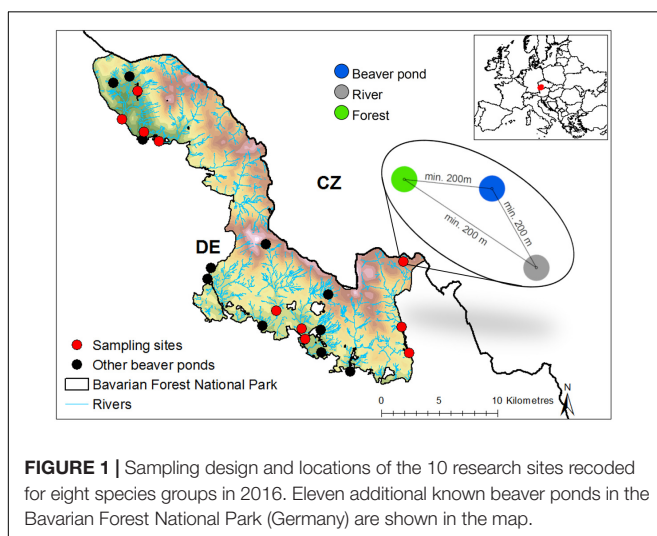 Beaver pond
River
Forest
min. 200m
min. 200 m
min. 200 m
CZ
DE
Sampling sites
Other beaver ponds
Bavarian Forest National Park
Rivers
0 5 10 Kilometres
N
FIGURE 1 | Sampling design and locations of the 10 research sites recoded
for eight species groups in 2016. Eleven additional known beaver ponds in the
Bavarian Forest National Park (Germany) are shown in the map.